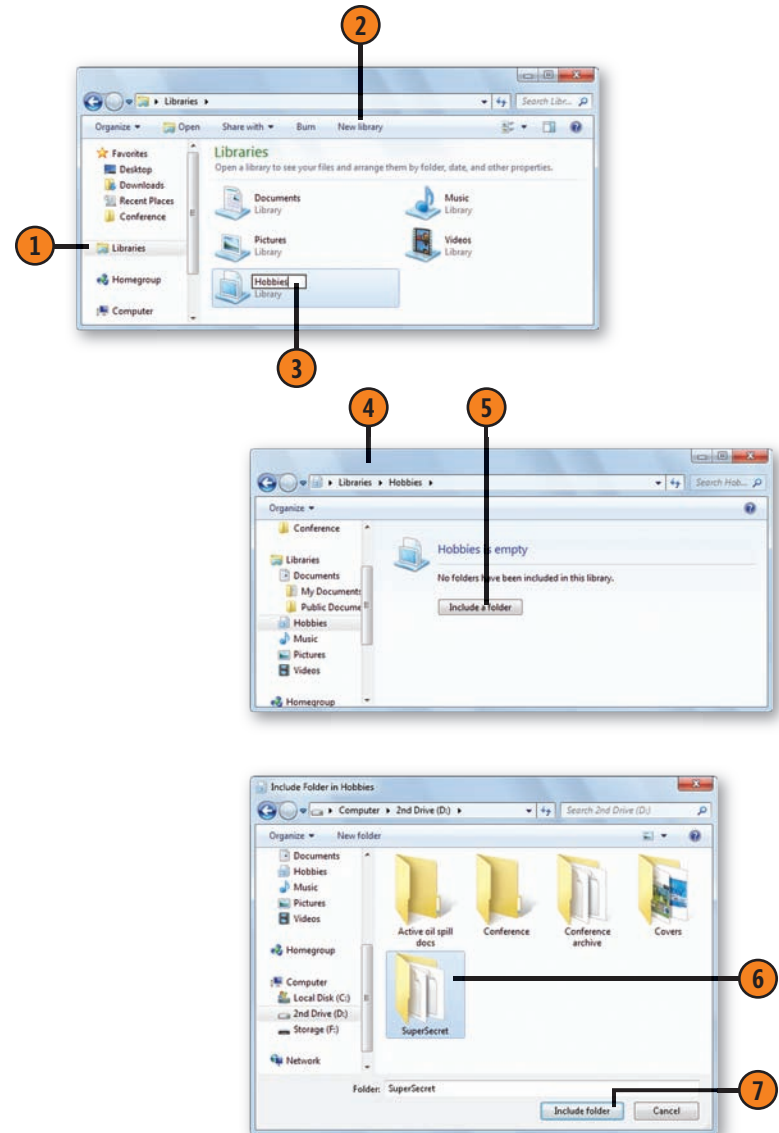 2
Libraries
Search Libr...
Organize Open Share with Burn New library
Favorites
Desktop
Downloads
Recent Places
Conference
1
Libraries
Homegroup
Computer
Libraries
Open a library to see your files and arrange them by folder, date, and other properties.
Documents
Library
Music
Library
Pictures
Library
Videos
Library
Hobbies
Library
3
4
5
Libraries Hobbies
Search Hob...
Organize
Conference
Libraries
Documents
My Documents
Public Docume
Hobbies
Music
Pictures
Videos
Homegroup
Hobbies is empty
No folders have been included in this library.
Include a folder
Include Folder in Hobbies
Computer 2nd Drive (D:)
Search 2nd Drive (D:)
Organize New folder
Documents
Hobbies
Music
Pictures
Videos
Homegroup
Computer
Local Disk (C:)
2nd Drive (D:)
Storage (F:)
Network
Active oil spill
docs
Conference
Conference
archive
Covers
SuperSecret
6
Folder: SuperSecret
7
Include folder Cancel